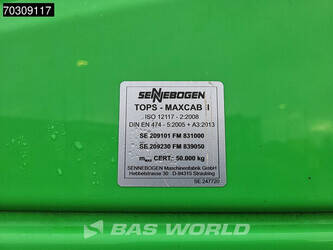 70309117
SENNEBOGEN
TOPS - MAXCAB I
ISO 12117 - 2:2008
DIN EN 474 - 5:2005 + A3:2013
SE 209101 FM 831000
SE 209230 FM 839050
mmax CERT.: 50.000 kg
SENNEBOGEN Maschinenfabrik GmbH
Hebbelstrasse 30 · D-94315 Straubing
SE 247720
BAS WORLD